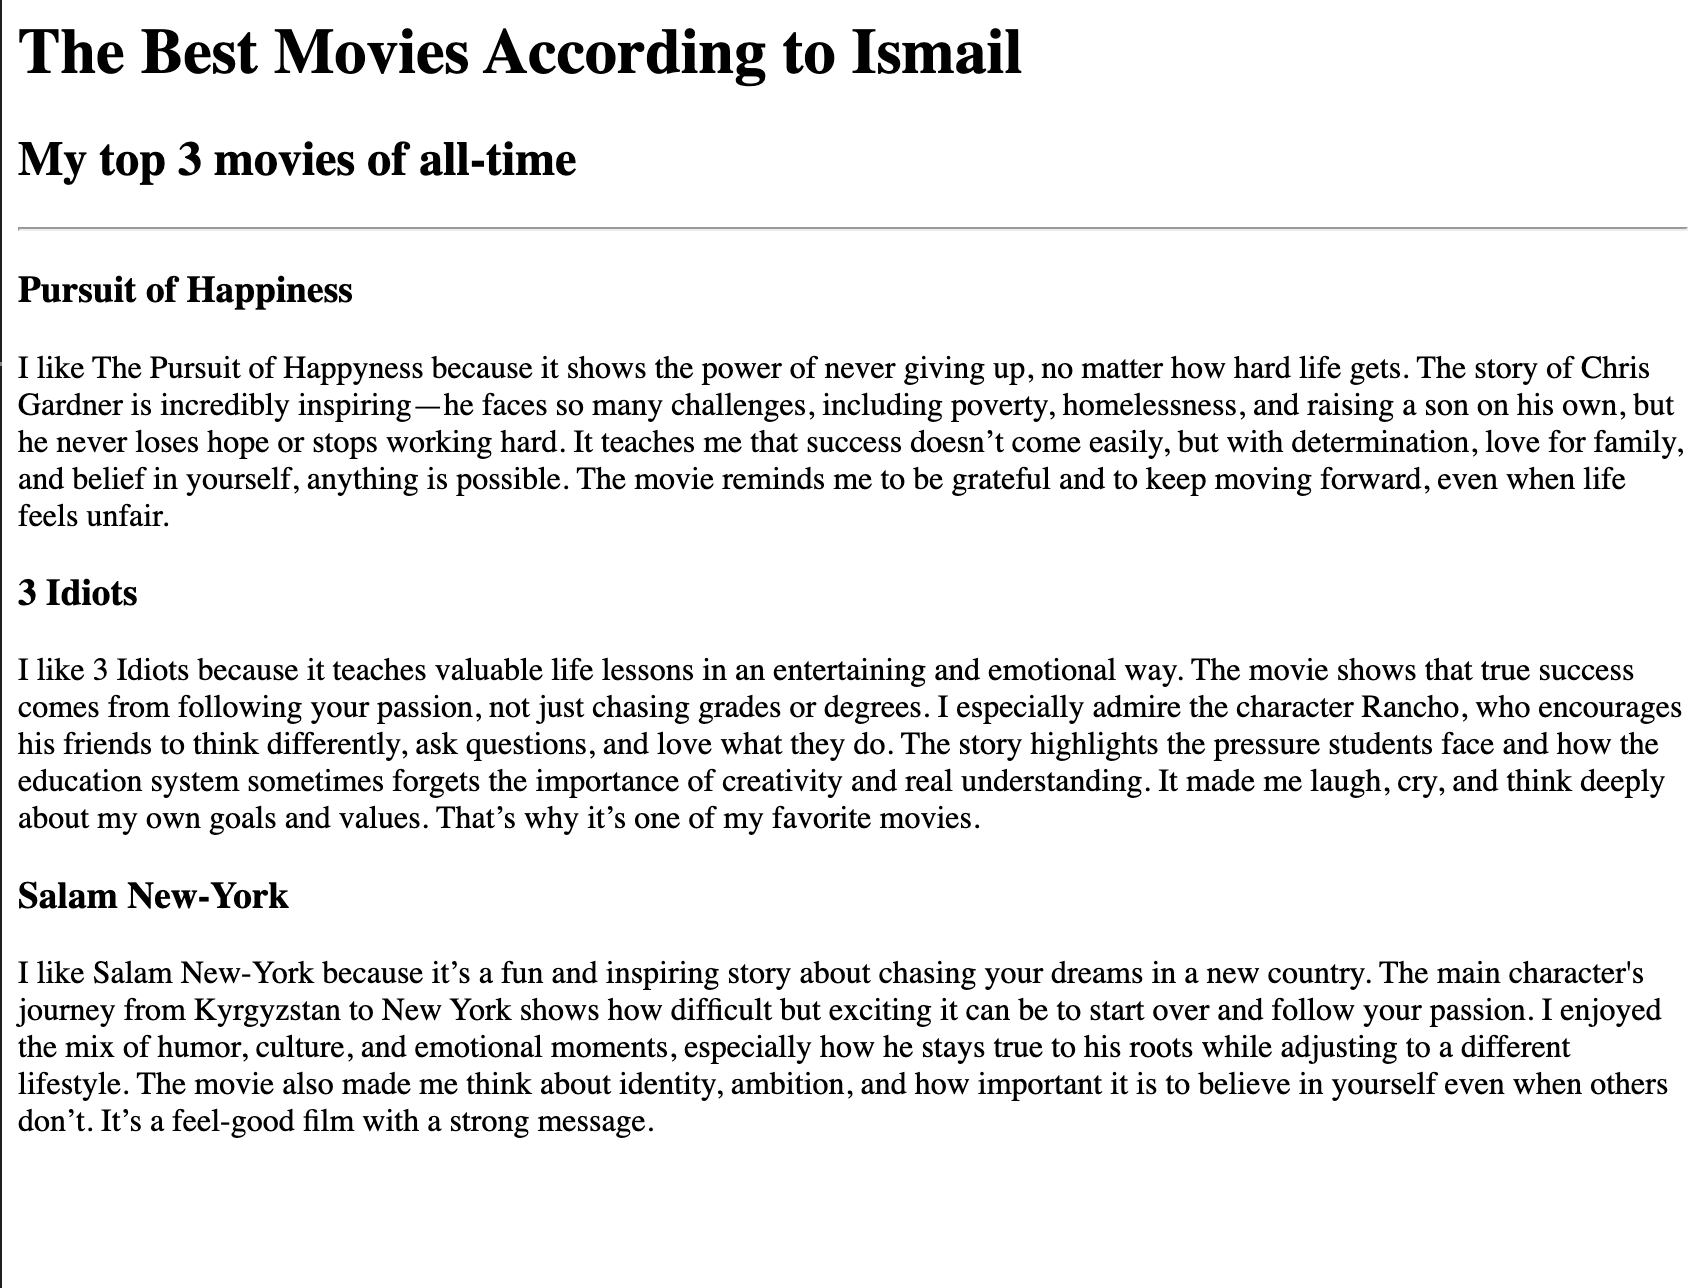 The Best Movies According to Ismail
My top 3 movies of all-time
Pursuit of Happiness
I like The Pursuit of Happyness because it shows the power of never giving up, no matter how hard life gets. The story of Chris
Gardner is incredibly inspiring—he faces so many challenges, including poverty, homelessness, and raising a son on his own, but
he never loses hope or stops working hard. It teaches me that success doesn’t come easily, but with determination, love for family,
and belief in yourself, anything is possible. The movie reminds me to be grateful and to keep moving forward, even when life
feels unfair.
3 Idiots
I like 3 Idiots because it teaches valuable life lessons in an entertaining and emotional way. The movie shows that true success
comes from following your passion, not just chasing grades or degrees. I especially admire the character Rancho, who encourages
his friends to think differently, ask questions, and love what they do. The story highlights the pressure students face and how the
education system sometimes forgets the importance of creativity and real understanding. It made me laugh, cry, and think deeply
about my own goals and values. That’s why it’s one of my favorite movies.
Salam New-York
I like Salam New-York because it’s a fun and inspiring story about chasing your dreams in a new country. The main character's
journey from Kyrgyzstan to New York shows how difficult but exciting it can be to start over and follow your passion. I enjoyed
the mix of humor, culture, and emotional moments, especially how he stays true to his roots while adjusting to a different
lifestyle. The movie also made me think about identity, ambition, and how important it is to believe in yourself even when others
don’t. It’s a feel-good film with a strong message.